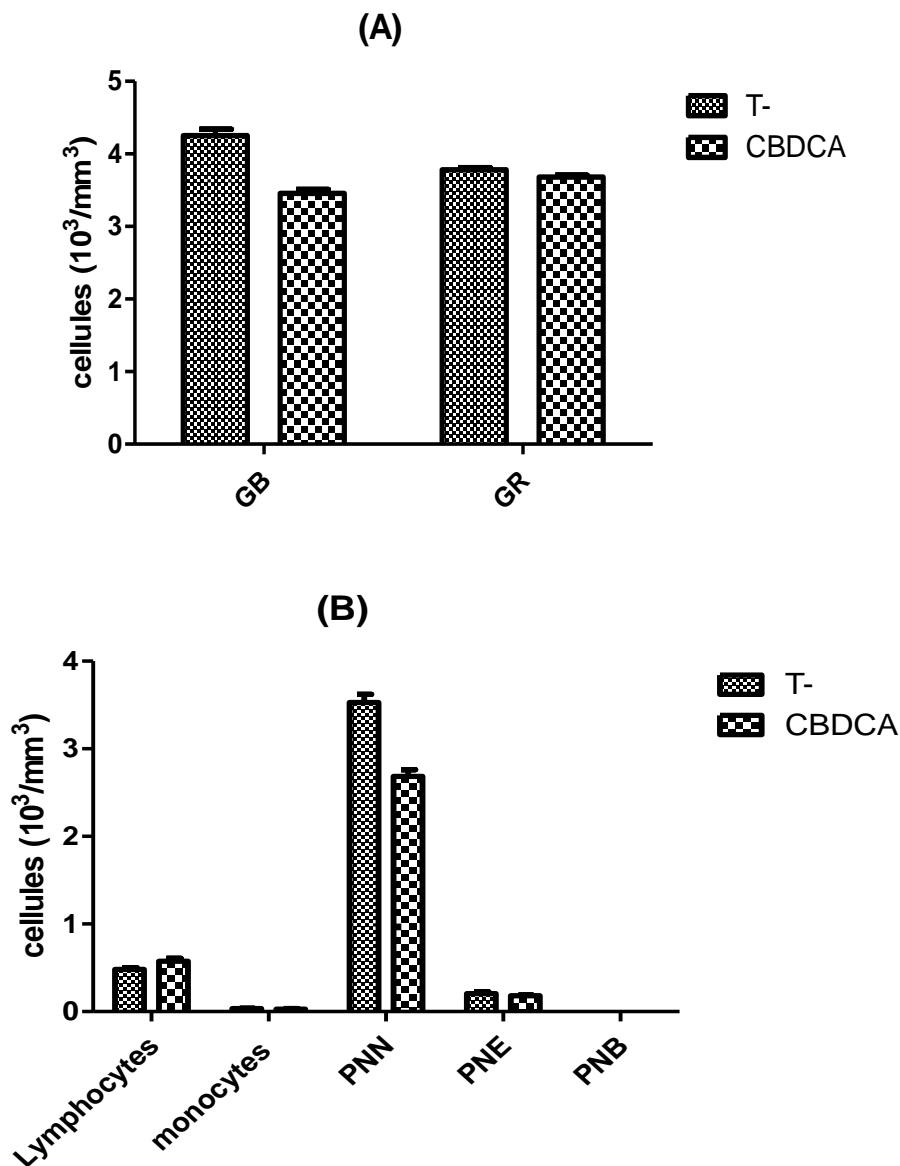 (A)
cellules (10³/mm³)
5
4
3
2
1
0
GB
GR
T-
CBDCA
(B)
cellules (10³/mm³)
4
3
2
1
0
Lymphocytes
monocytes
PNN
PNE
PNB
T-
CBDCA